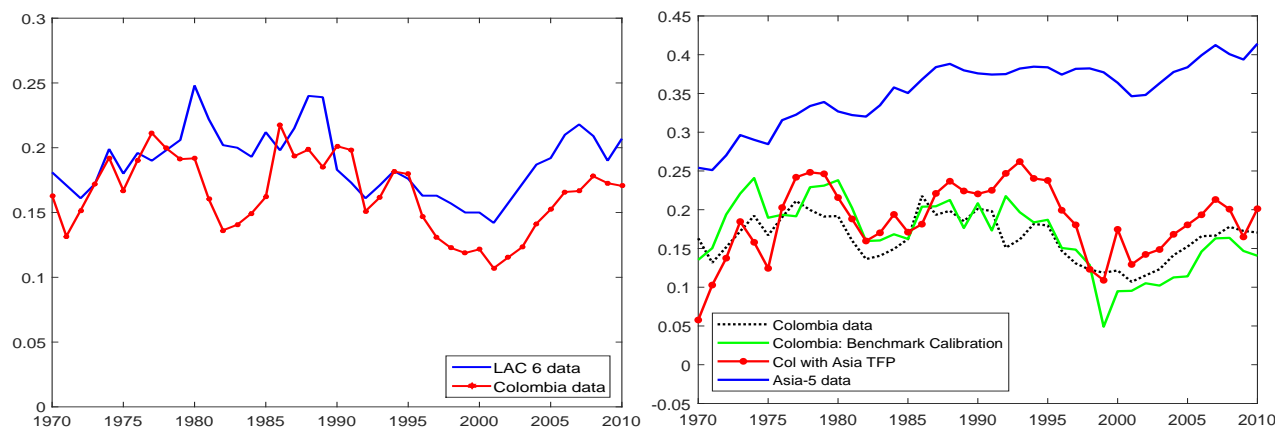 0.3
0.25
0.2
0.15
0.1
0.05
0
1970 1975 1980 1985 1990 1995 2000 2005 2010
LAC 6 data
Colombia data
0.45
0.4
0.35
0.3
0.25
0.2
0.15
0.1
0.05
0
-0.05
1970 1975 1980 1985 1990 1995 2000 2005 2010
Colombia data
Colombia: Benchmark Calibration
Col with Asia TFP
Asia-5 data